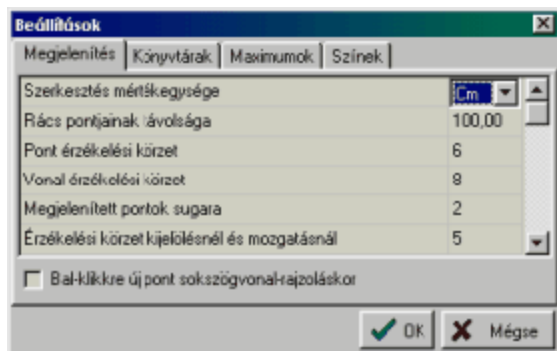 Beállítások
Megjelenítés Könyvtárak Maximumok Színek
Szerkesztés mértékegysége Cm
Rács pontjainak távolsága 100,00
Pont érzékelési körzet 6
Vonal érzékelési körzet 8
Megjelenített pontok sugara 2
Érzékelési körzet kijelölésnél és mozgatásnál 5
Bal-klikkre új pont sokszögvonal-rajzoláskor
OK Mégse